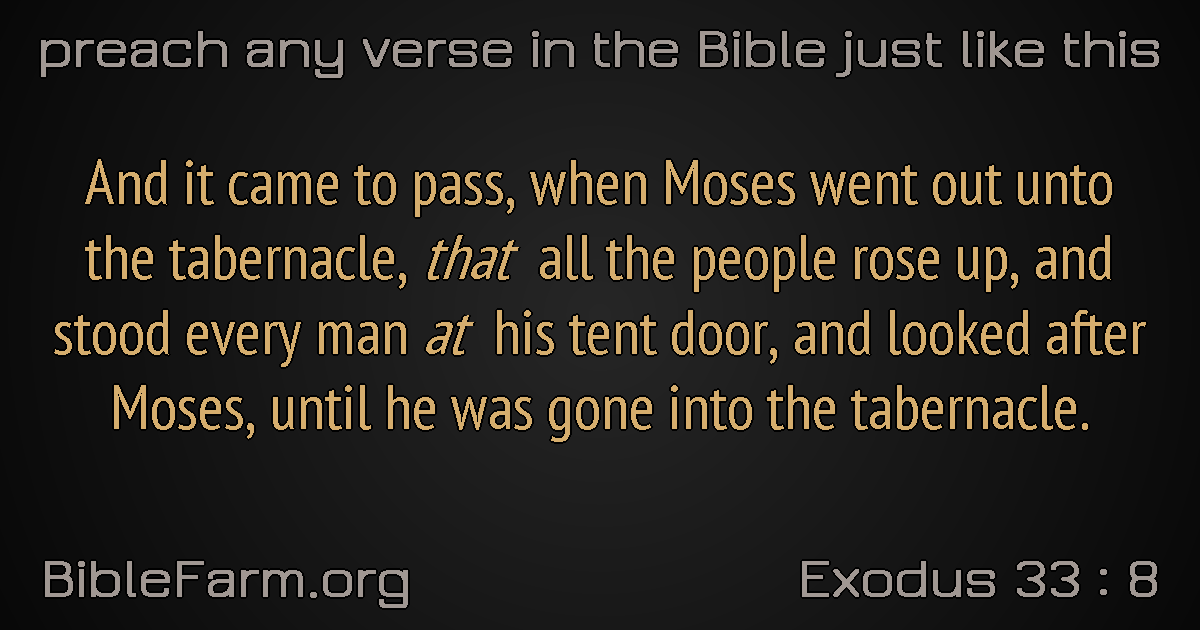 preach any verse in the Bible just like this
And it came to pass, when Moses went out unto
the tabernacle, that all the people rose up, and
stood every man at his tent door, and looked after
Moses, until he was gone into the tabernacle.
BibleFarm.org
Exodus 33 : 8